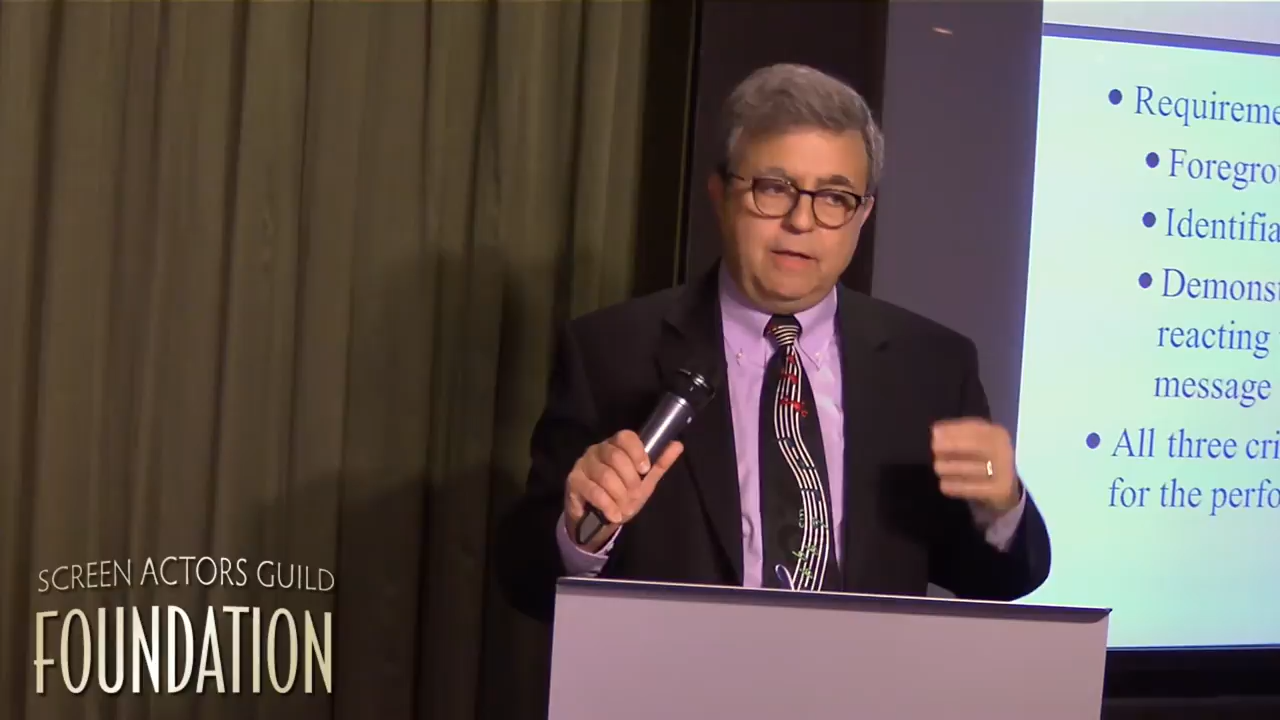 • Requireme
• Foregro
• Identifia
• Demonst
reacting
message
• All three cri
for the perfo
SCREEN ACTORS GUILD
FOUNDATION